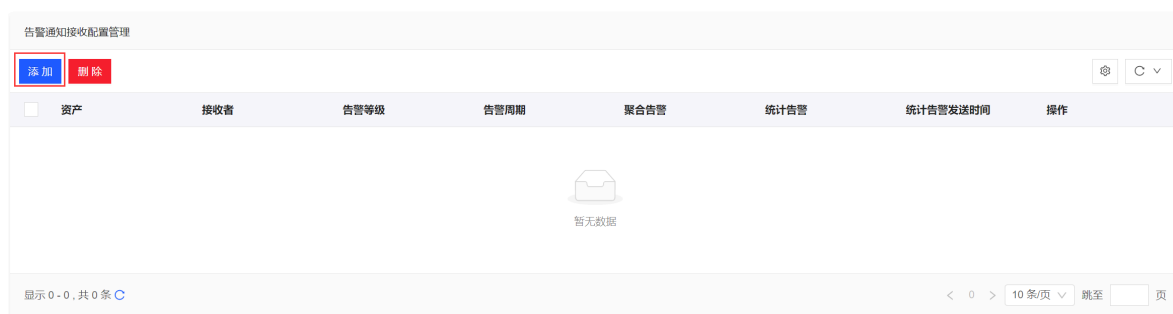 告警通知接收配置管理
添 加 删 除
资产 接收者 告警等级 告警周期 聚合告警 统计告警 统计告警发送时间 操作
暂无数据
显示 0 - 0 , 共 0 条 < 0 > 10 条/页 跳至 页